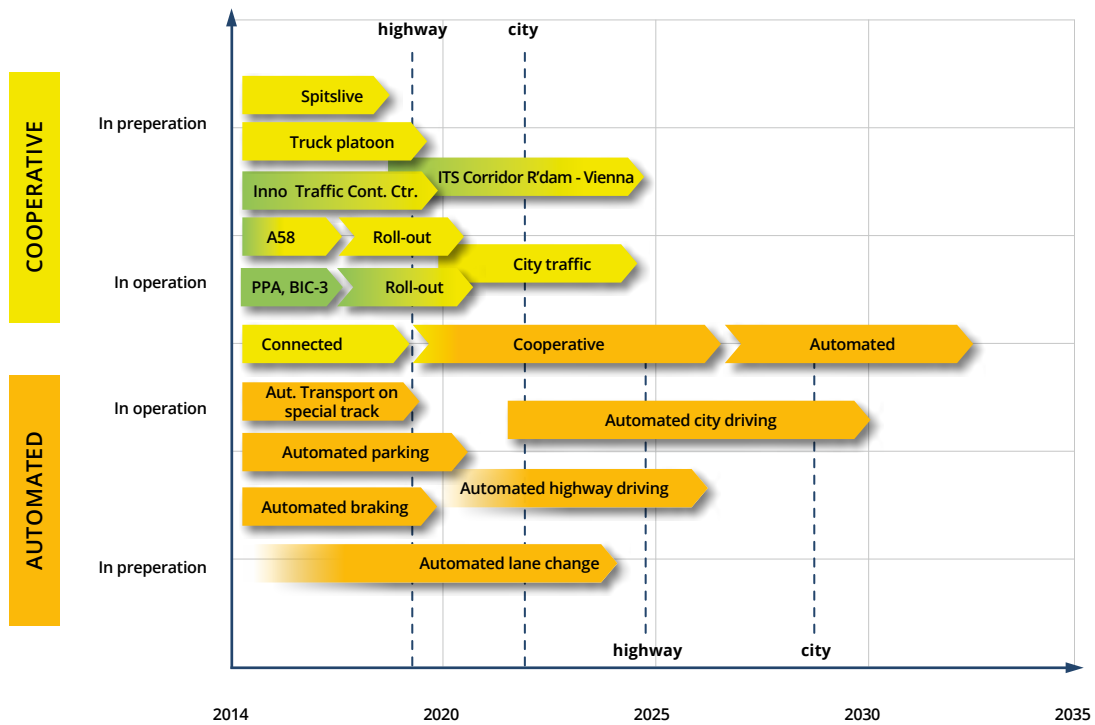 highway
city
COOPERATIVE
In preperation
Spitslive
Truck platoon
ITS Corridor R'dam - Vienna
Inno Traffic Cont. Ctr.
A58
Roll-out
City traffic
In operation
PPA, BIC-3
Roll-out
Connected
Cooperative
Automated
AUTOMATED
In operation
Aut. Transport on
special track
Automated city driving
Automated parking
Automated highway driving
Automated braking
In preperation
Automated lane change
highway
city
2014
2020
2025
2030
2035